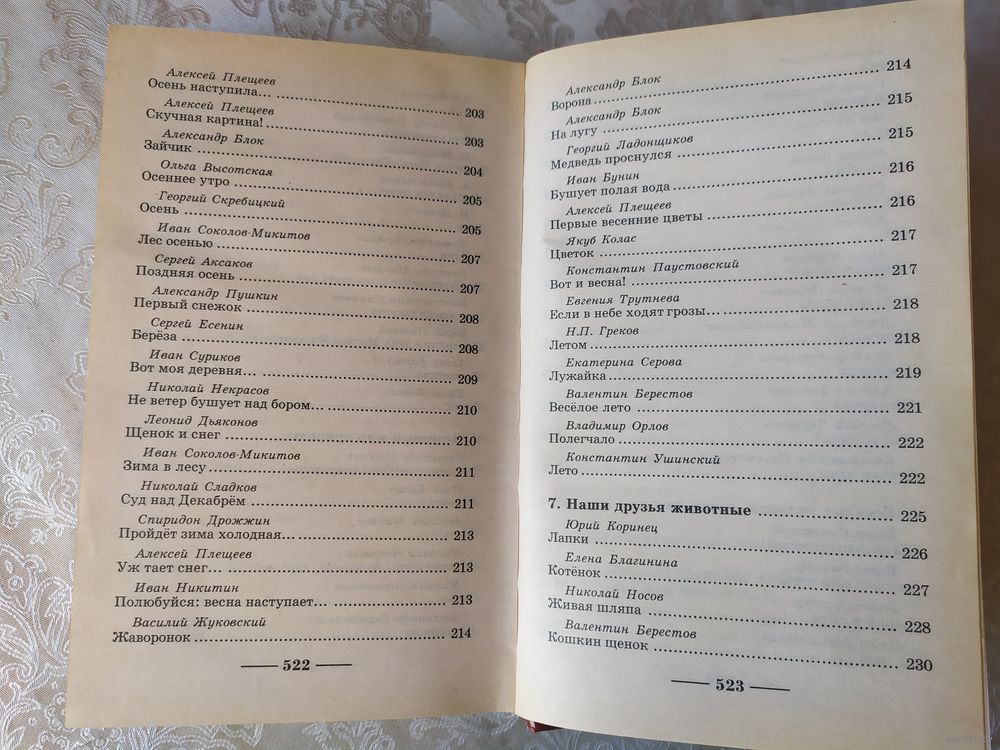 Алексей Плещеев
Осень наступила... 203
Алексей Плещеев
Скучная картина! 203
Александр Блок
Зайчик 204
Ольга Высотская
Осеннее утро 205
Георгий Скребицкий
Осень 205
Иван Соколов-Микитов
Лес осенью 207
Сергей Аксаков
Поздняя осень 207
Александр Пушкин
Первый снежок 208
Сергей Есенин
Берёза 208
Иван Суриков
Вот моя деревня... 209
Николай Некрасов
Не ветер бушует над бором... 210
Леонид Дьяконов
Щенок и снег 210
Иван Соколов-Микитов
Зима в лесу 211
Николай Сладков
Суд над Декабрём 211
Спиридон Дрожжин
Пройдёт зима холодная... 213
Алексей Плещеев
Уж тает снег... 213
Иван Никитин
Полюбуйся: весна наступает... 213
Василий Жуковский
Жаворонок 214
522
Александр Блок
Ворона 214
Александр Блок
На лугу 215
Георгий Ладонщиков
Медведь проснулся 215
Иван Бунин
Бушует полая вода 216
Алексей Плещеев
Первые весенние цветы 216
Якуб Колас
Цветок 217
Константин Паустовский
Вот и весна! 217
Евгения Трутнева
Если в небе ходят грозы... 218
Н.П. Греков
Летом 218
Екатерина Серова
Лужайка 219
Валентин Берестов
Весёлое лето 221
Владимир Орлов
Полегчало 222
Константин Ушинский
Лето 222
7. Наши друзья животные 225
Юрий Коринец
Лапки 226
Елена Благинина
Котёнок 227
Николай Носов
Живая шляпа 228
Валентин Берестов
Кошкин щенок 230
523